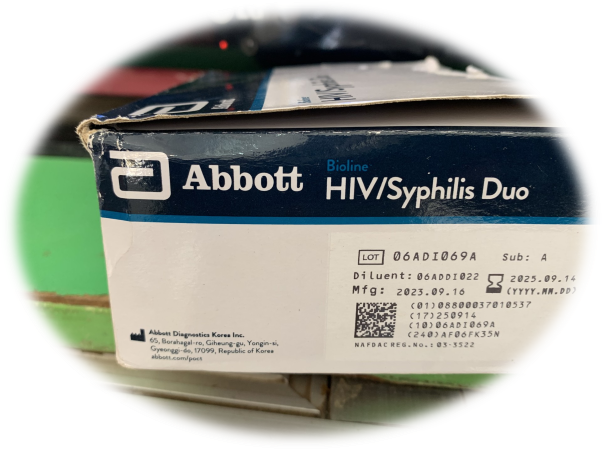 HIV/Syphilis
Abbott
Bioline
HIV/Syphilis Duo
LOT 06ADI069A Sub: A
Diluent: 06ADDI022 2025.09.14
Mfg: 2023.09.16 (YYYY.MM.DD)
(01)08800037010537
(17)250914
(10)06ADI069A
(240)AF06FK35N
NAFDAC REG.No.: 03-3522
Abbott Diagnostics Korea Inc.
65, Borahagal-ro, Giheung-gu, Yongin-si,
Gyeonggi-do, 17099, Republic of Korea
abbott.com/poct